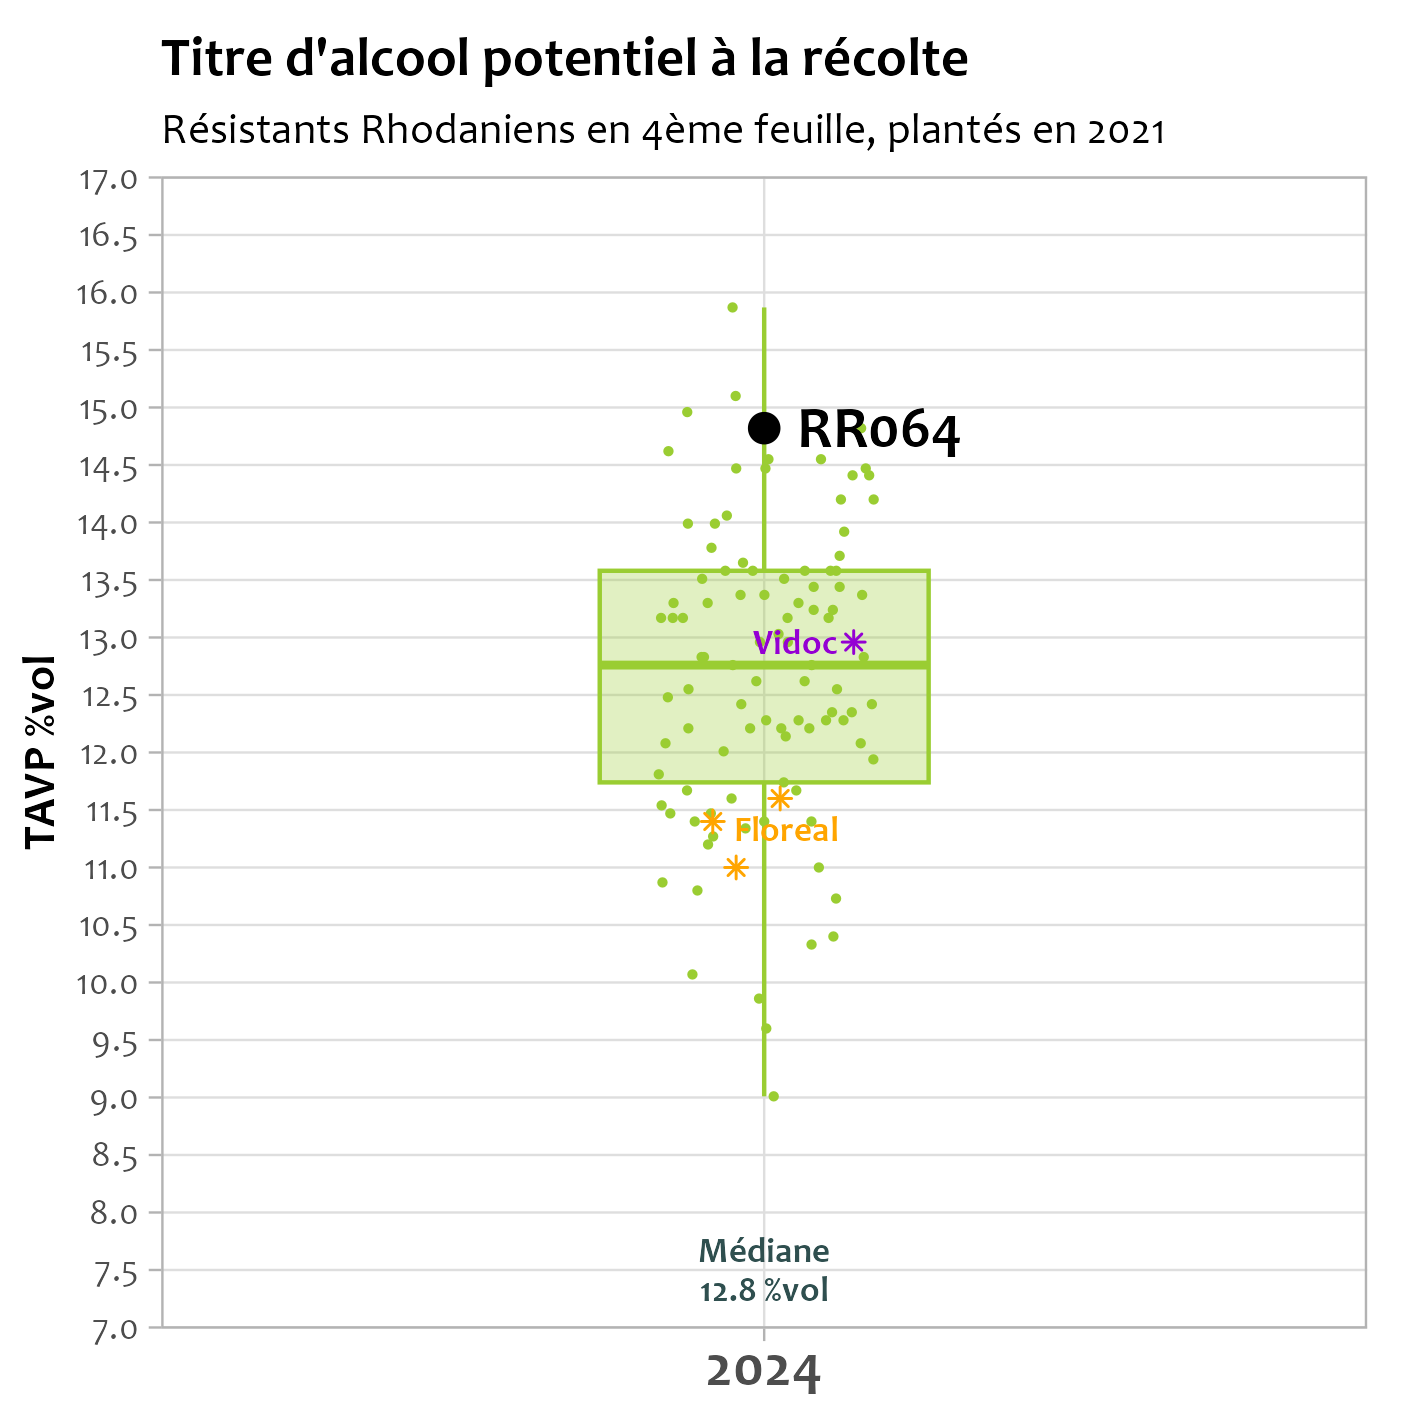 Titre d'alcool potentiel à la récolte
Résistants Rhodaniens en 4ème feuille, plantés en 2021
17.0
16.5
16.0
15.5
15.0
RR064
14.5
14.0
13.5
13.0
Vidoc
TAVP %vol
12.5
12.0
11.5
Floreal
11.0
10.5
10.0
9.5
9.0
8.5
8.0
Médiane
7.5
12.8 %vol
7.0
2024